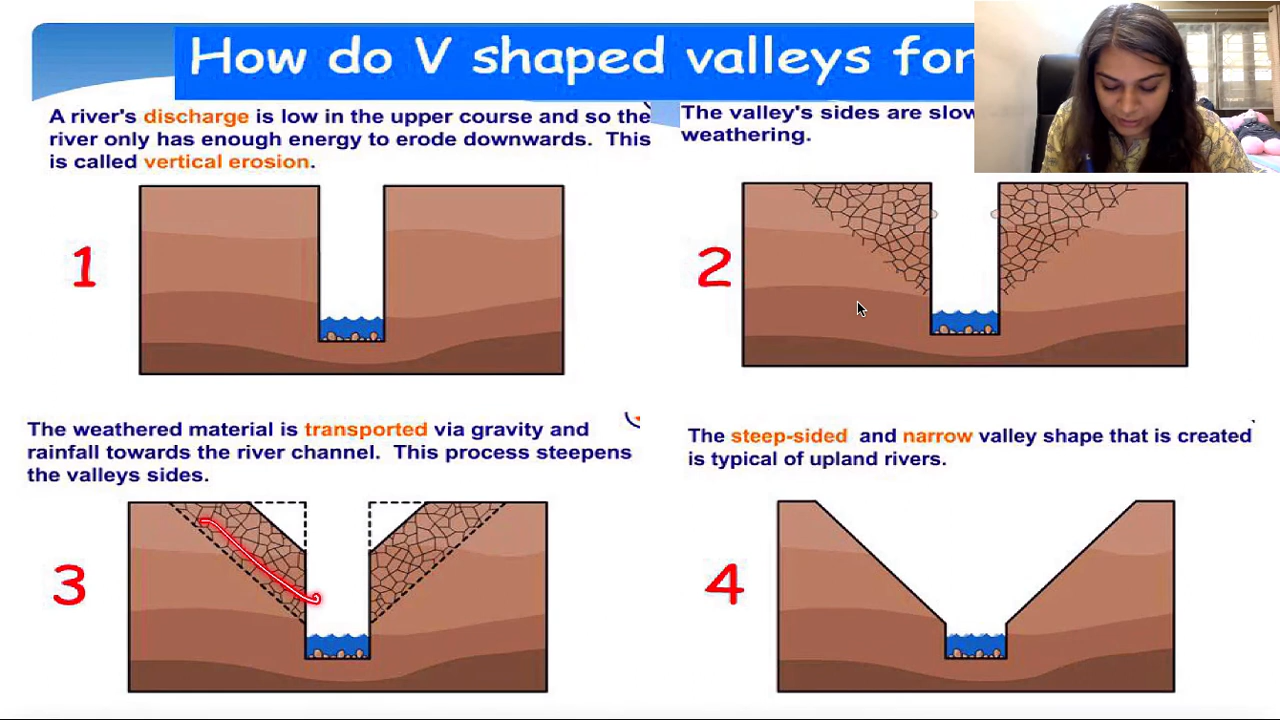 How do V shaped valleys for
A river's discharge is low in the upper course and so the
river only has enough energy to erode downwards. This
is called vertical erosion.
1
The valley's sides are slow
weathering.
2
The weathered material is transported via gravity and
rainfall towards the river channel. This process steepens
the valleys sides.
3
The steep-sided and narrow valley shape that is created
is typical of upland rivers.
4